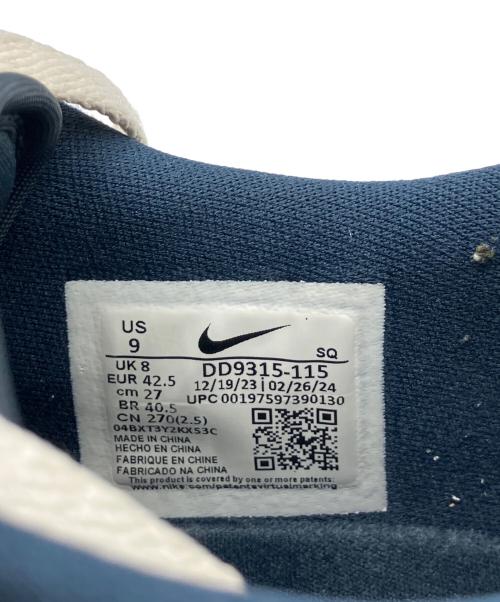 US
9
SQ
UK 8
DD9315-115
EUR 42.5
12/19/23 | 02/26/24
cm 27
UPC 00197597390130
BR 40.5
CN 270(2.5)
04BXT3Y2KXS3C
MADE IN CHINA
HECHO EN CHINA
FABRIQUE EN CHINE
FABRICADO NA CHINA
This product is covered by one or more patents:
www.nike.com/patentsvirtualmarking